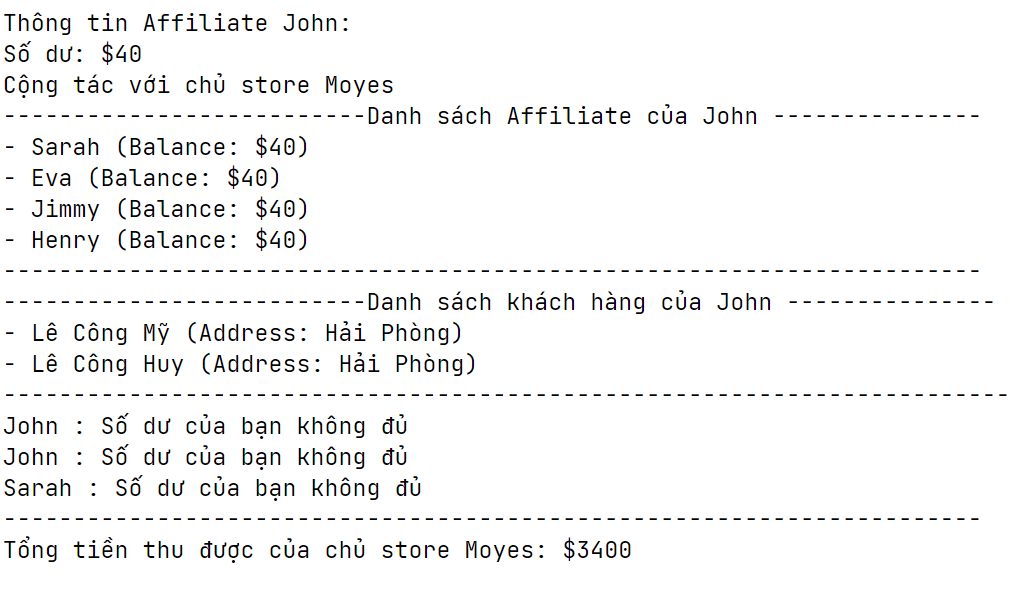 Thông tin Affiliate John:
Số dư: $40
Cộng tác với chủ store Moyes
--------------------------Danh sách Affiliate của John ---------------
- Sarah (Balance: $40)
- Eva (Balance: $40)
- Jimmy (Balance: $40)
- Henry (Balance: $40)
----------------------------------------------------------------------
--------------------------Danh sách khách hàng của John ---------------
- Lê Công Mỹ (Address: Hải Phòng)
- Lê Công Huy (Address: Hải Phòng)
------------------------------------------------------------------------
John : Số dư của bạn không đủ
John : Số dư của bạn không đủ
Sarah : Số dư của bạn không đủ
----------------------------------------------------------------------
Tổng tiền thu được của chủ store Moyes: $3400